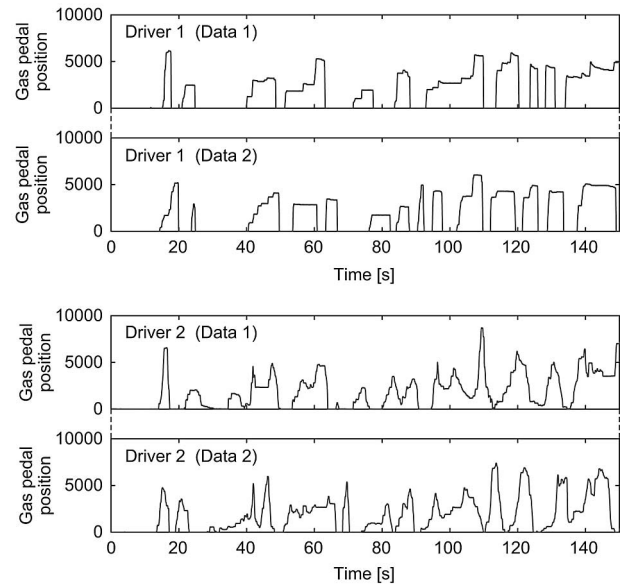 Driver 1 (Data 1)
Gas pedal
position
10000
5000
0
Driver 1 (Data 2)
Gas pedal
position
10000
5000
0
0 20 40 60 80 100 120 140
Time [s]
Driver 2 (Data 1)
Gas pedal
position
10000
5000
0
Driver 2 (Data 2)
Gas pedal
position
10000
5000
0
0 20 40 60 80 100 120 140
Time [s]